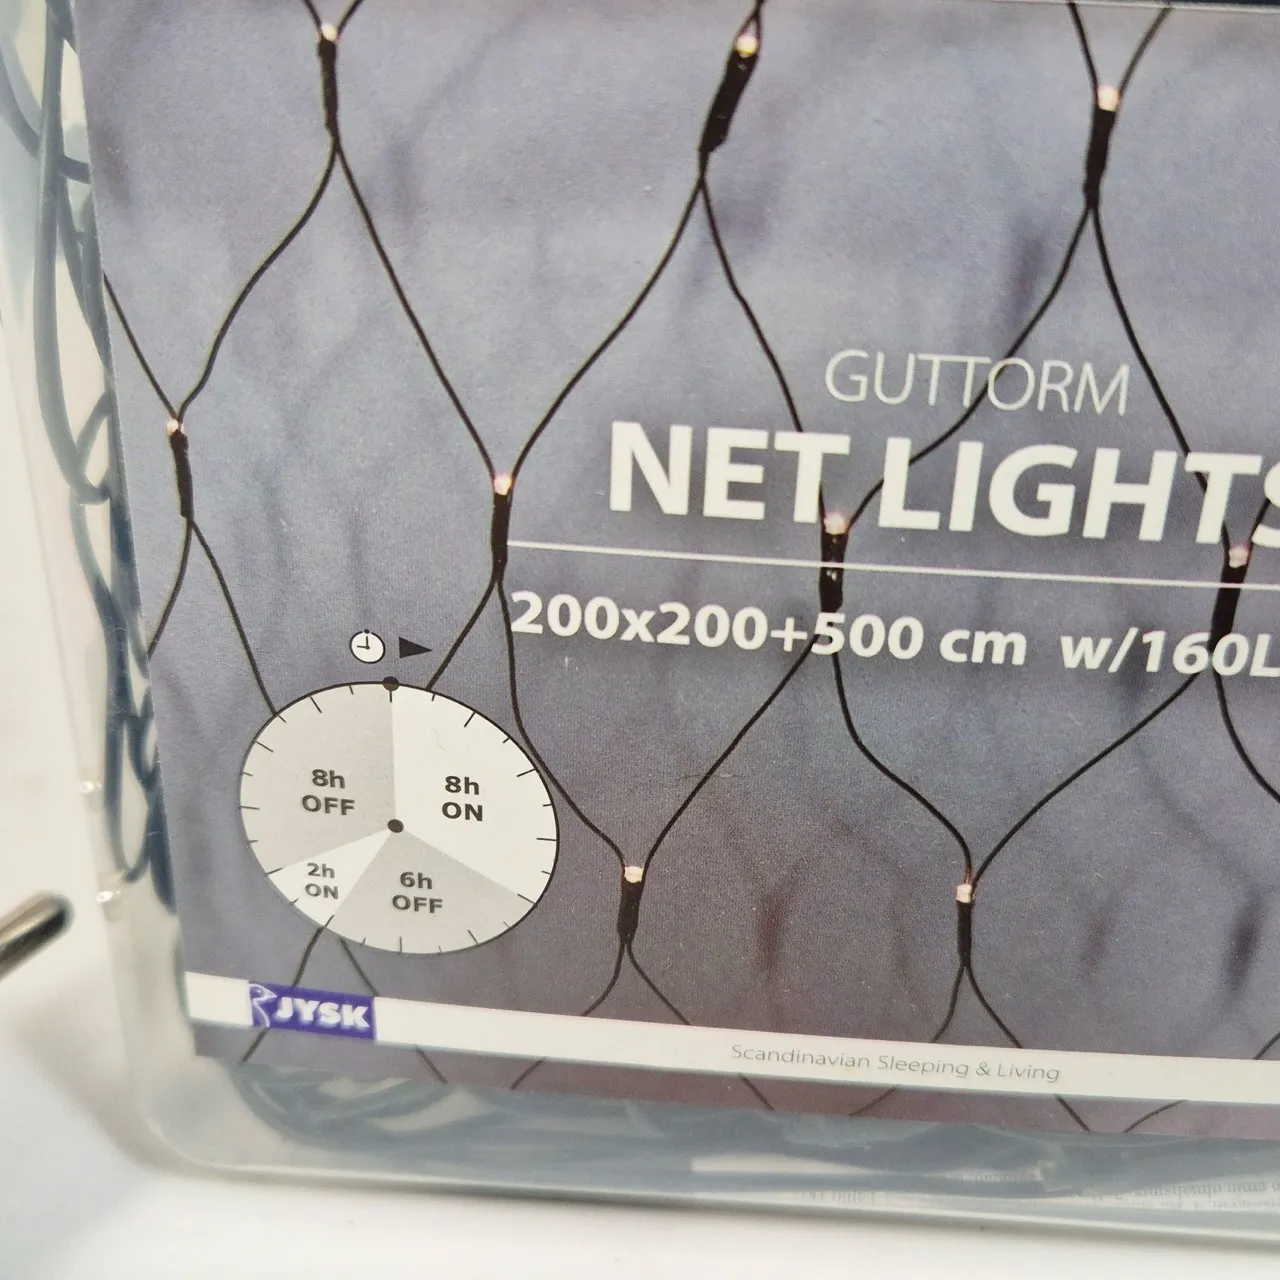 GUTTORM
NET LIGHTS
200x200+500 cm w/160L
8h
OFF
8h
ON
2h
ON
6h
OFF
JYSK
Scandinavian Sleeping & Living